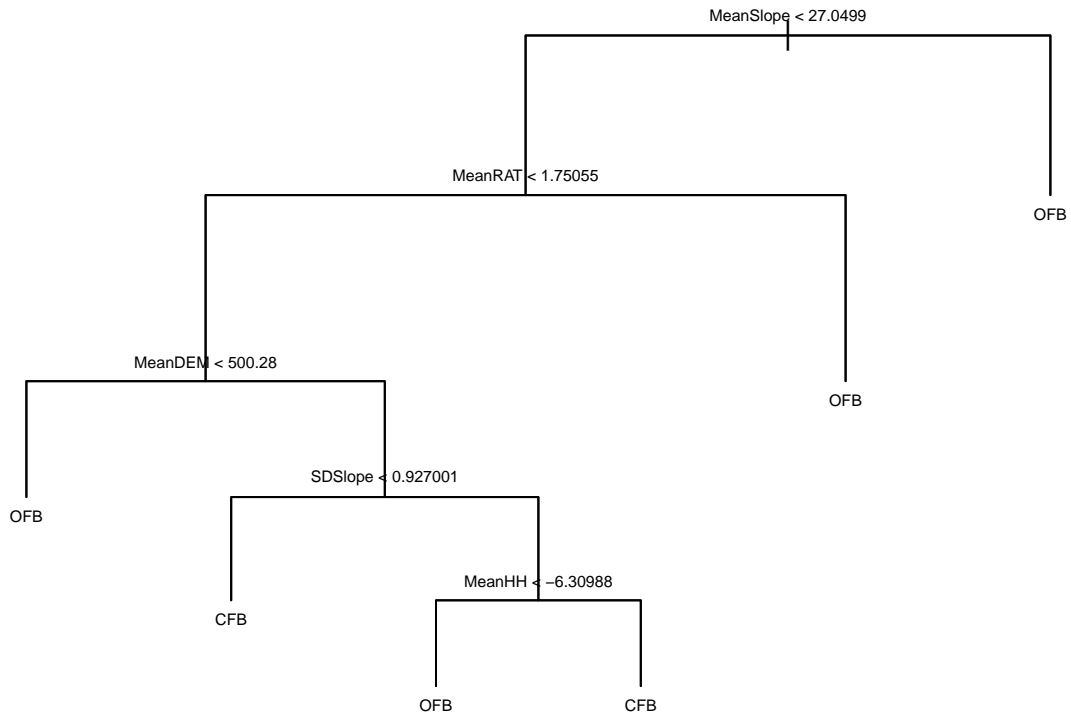 MeanSlope < 27.0499
MeanRAT < 1.75055
OFB
MeanDEM < 500.28
OFB
SDSlope < 0.927001
OFB
MeanHH < −6.30988
CFB
OFB
CFB